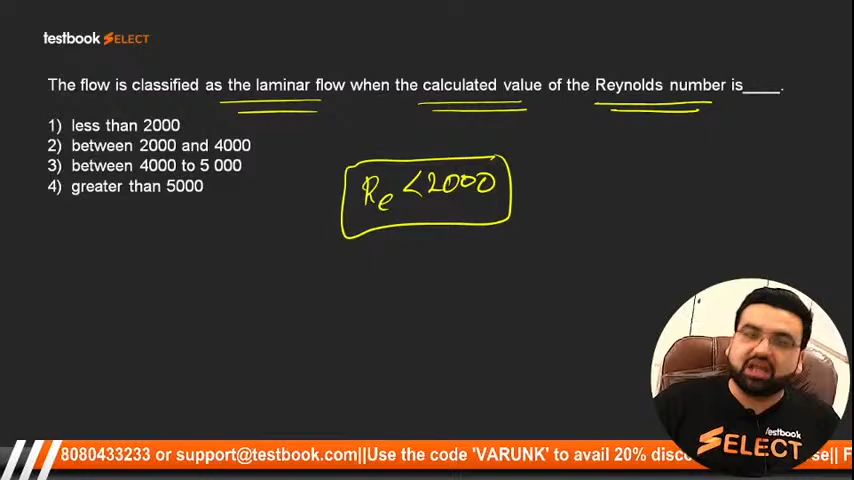 testbook SELECT
The flow is classified as the laminar flow when the calculated value of the Reynolds number is____.
1) less than 2000
2) between 2000 and 4000
3) between 4000 to 5 000
4) greater than 5000
Re <2000
testbook
SELECT
8080433233 or support@testbook.com||Use the code 'VARUNK' to avail 20% disco se|| F